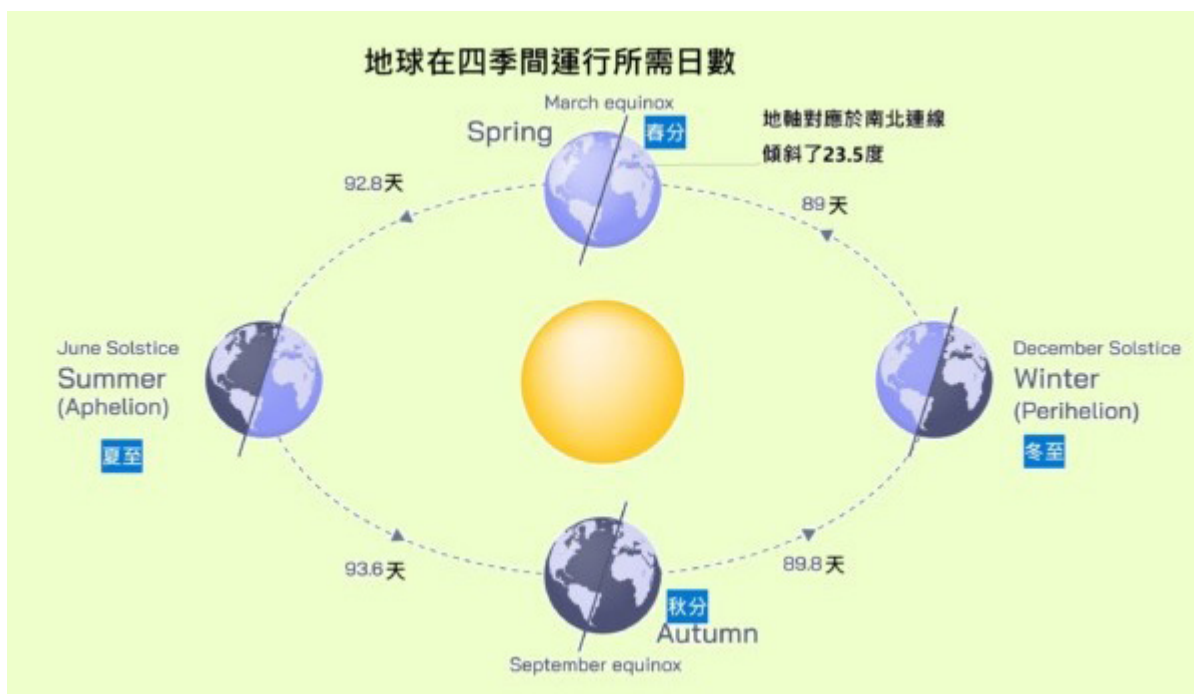 地球在四季間運行所需日數
March equinox
Spring
春分
地軸對應於南北連線
傾斜了23.5度
92.8天
89天
June Solstice
Summer
(Aphelion)
夏至
December Solstice
Winter
(Perihelion)
冬至
93.6天
89.8天
秋分
Autumn
September equinox